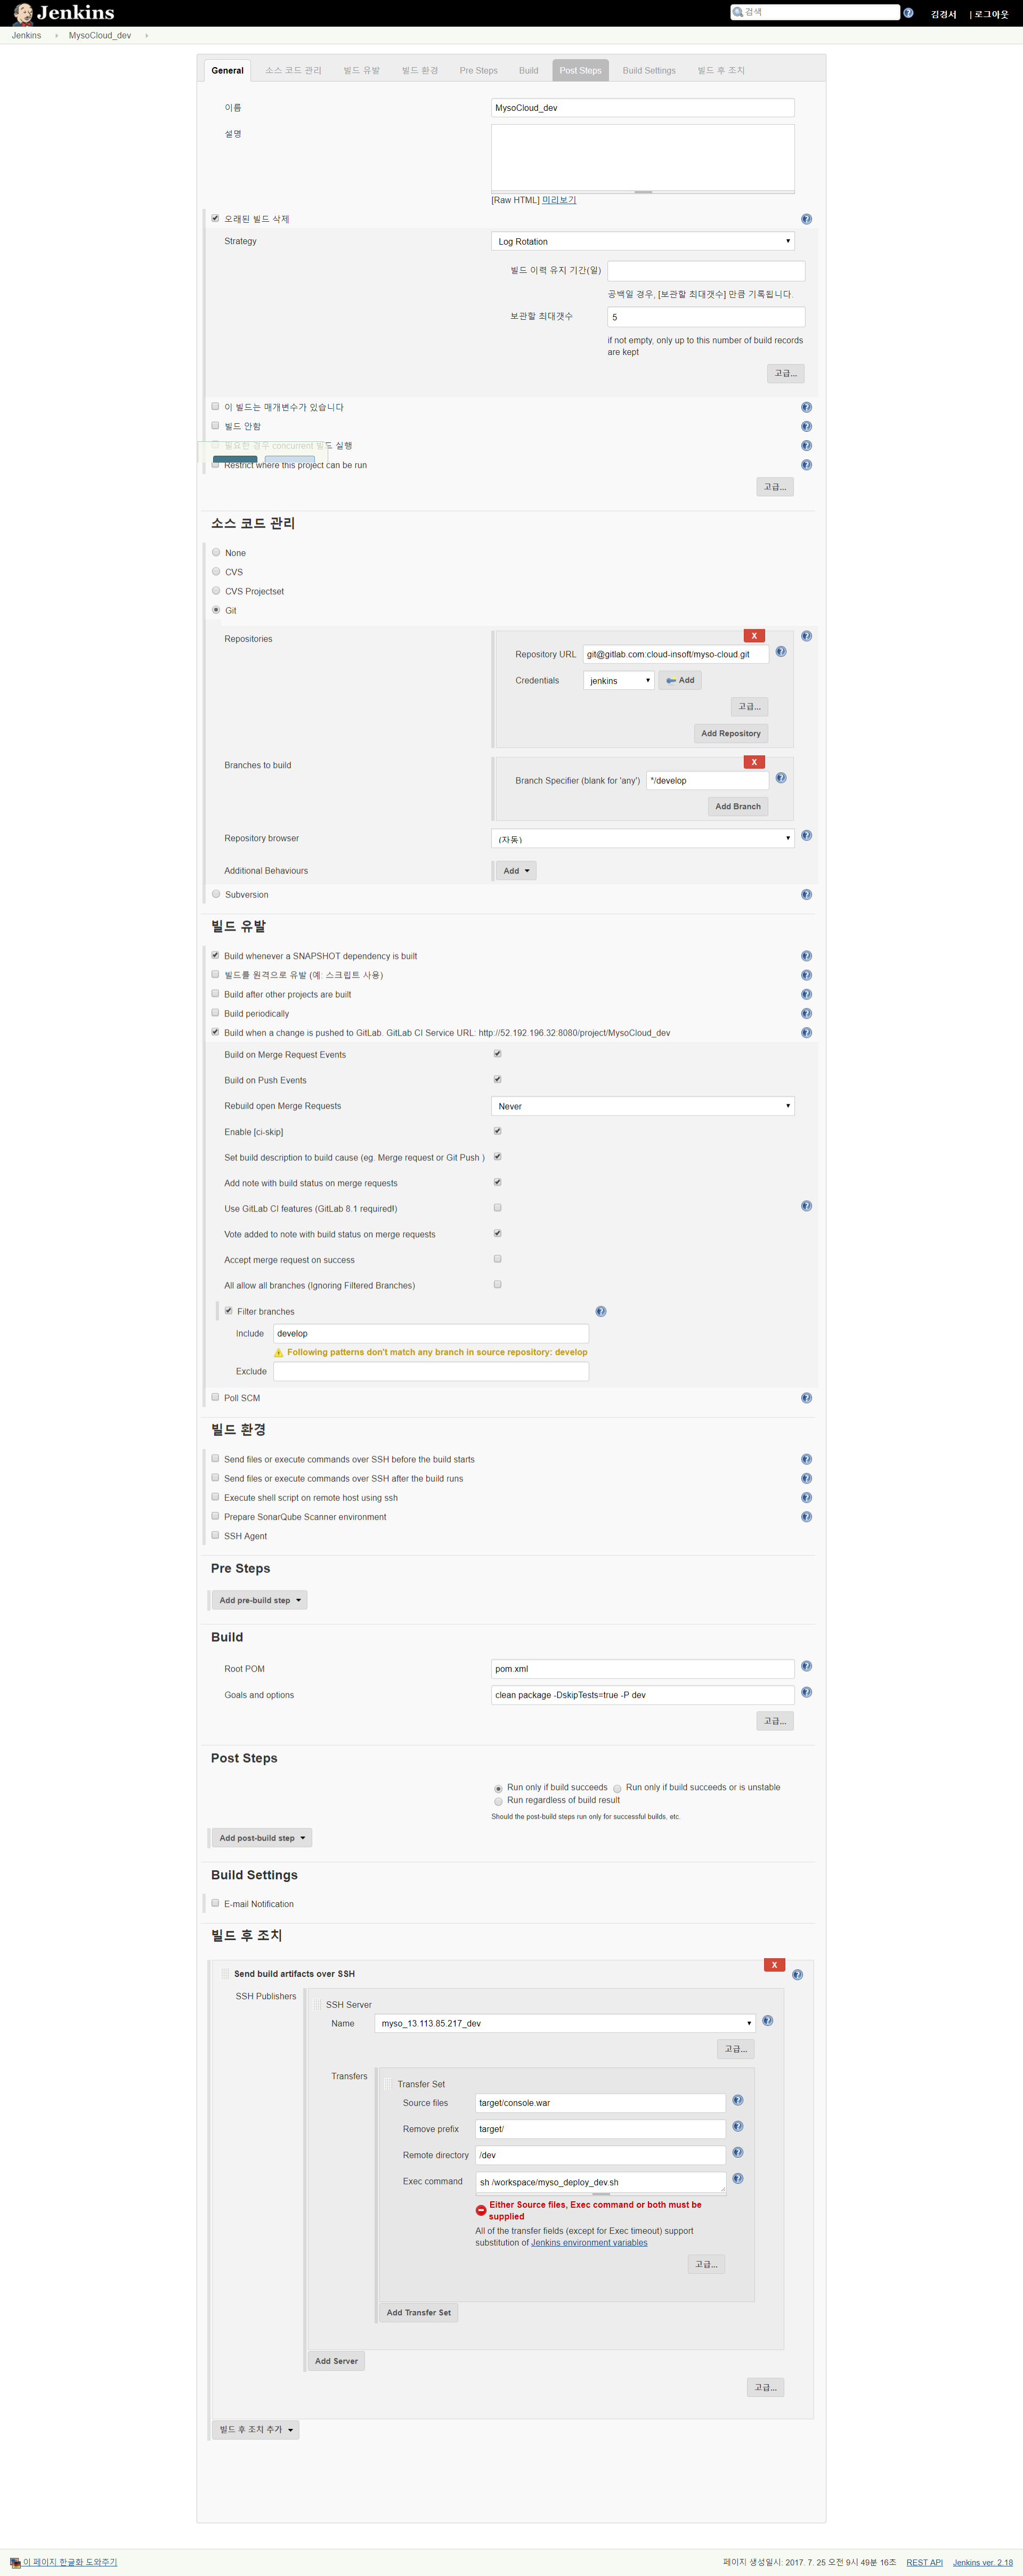 Jenkins
검색
김경서
| 로그아웃
Jenkins
MysoCloud_dev
General
소스 코드 관리
빌드 유발
빌드 환경
Pre Steps
Build
Post Steps
Build Settings
빌드 후 조치
이름
MysoCloud_dev
설명
[Raw HTML] 미리보기
오래된 빌드 삭제
Strategy
Log Rotation
빌드 이력 유지 기간(일)
공백일 경우, [보관할 최대갯수] 만큼 기록됩니다.
보관할 최대갯수
5
if not empty, only up to this number of build records
are kept
고급...
이 빌드는 매개변수가 있습니다
빌드 안함
필요한 경우 concurrent 빌드 실행
Restrict where this project can be run
고급...
소스 코드 관리
None
CVS
CVS Projectset
Git
Repositories
X
Repository URL
git@gitlab.com:cloud-insoft/myso-cloud.git
Credentials
jenkins
Add
고급...
Add Repository
Branches to build
X
Branch Specifier (blank for 'any')
*/develop
Add Branch
Repository browser
(자동)
Additional Behaviours
Add
Subversion
빌드 유발
Build whenever a SNAPSHOT dependency is built
빌드를 원격으로 유발 (예: 스크립트 사용)
Build after other projects are built
Build periodically
Build when a change is pushed to GitLab. GitLab CI Service URL: http://52.192.196.32:8080/project/MysoCloud_dev
Build on Merge Request Events
Build on Push Events
Rebuild open Merge Requests
Never
Enable [ci-skip]
Set build description to build cause (eg. Merge request or Git Push )
Add note with build status on merge requests
Use GitLab CI features (GitLab 8.1 required!)
Vote added to note with build status on merge requests
Accept merge request on success
All allow all branches (Ignoring Filtered Branches)
Filter branches
Include
develop
Following patterns don't match any branch in source repository: develop
Exclude
Poll SCM
빌드 환경
Send files or execute commands over SSH before the build starts
Send files or execute commands over SSH after the build runs
Execute shell script on remote host using ssh
Prepare SonarQube Scanner environment
SSH Agent
Pre Steps
Add pre-build step
Build
Root POM
pom.xml
Goals and options
clean package -DskipTests=true -P dev
고급...
Post Steps
Run only if build succeeds
Run only if build succeeds or is unstable
Run regardless of build result
Should the post-build steps run only for successful builds, etc.
Add post-build step
Build Settings
E-mail Notification
빌드 후 조치
X
Send build artifacts over SSH
SSH Publishers
SSH Server
Name
myso_13.113.85.217_dev
고급...
Transfers
Transfer Set
Source files
target/console.war
Remove prefix
target/
Remote directory
/dev
Exec command
sh /workspace/myso_deploy_dev.sh
Either Source files, Exec command or both must be
supplied
All of the transfer fields (except for Exec timeout) support
substitution of Jenkins environment variables
고급...
Add Transfer Set
Add Server
고급...
빌드 후 조치 추가
이 페이지 한글화 도와주기
페이지 생성일시: 2017. 7. 25 오전 9시 49분 16초
REST API
Jenkins ver. 2.18